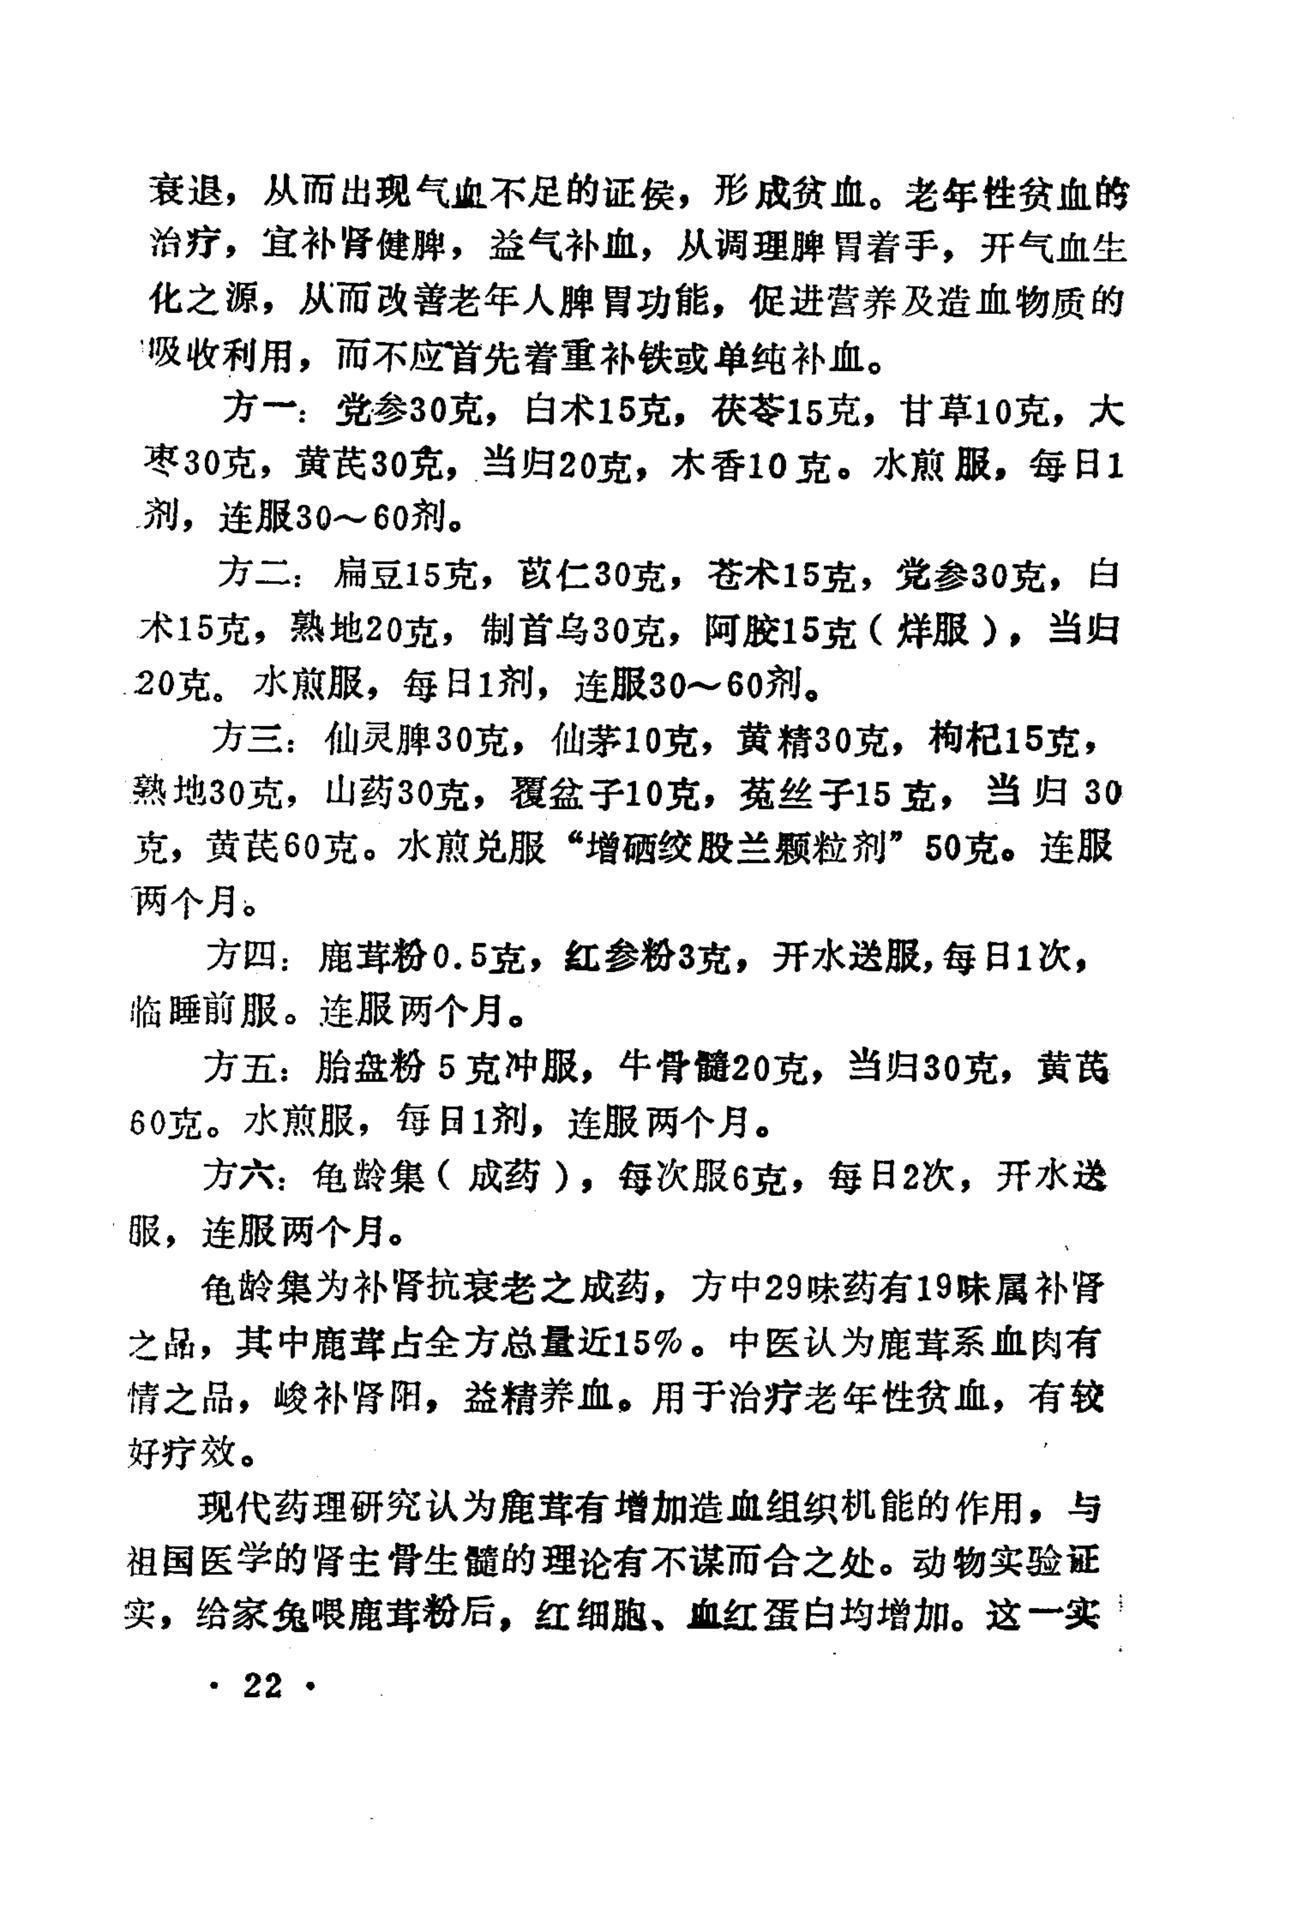 衰退，从而出现气血不足的证侯，形成贫血。老年性贫血的
治疗，宜补肾健脾，益气补血，从调理脾胃着手，开气血生
化之源，从而改善老年人脾胃功能，促进营养及造血物质的
吸收利用，而不应首先着重补铁或单纯补血。
方一：党参30克，白术15克，茯苓15克，甘草10克，大
枣30克，黄芪30克，当归20克，木香10克。水煎服，每日1
剂，连服30～60剂。
方二：扁豆15克，苡仁30克，苍术15克，党参30克，白
术15克，熟地20克，制首乌30克，阿胶15克（烊服），当归
20克。水煎服，每日1剂，连服30～60剂。
方三：仙灵脾30克，仙茅10克，黄精30克，枸杞15克，
熟地30克，山药30克，覆盆子10克，菟丝子15克，当归30
克，黄芪60克。水煎兑服“增硒绞股兰颗粒剂”50克。连服
两个月。
方四：鹿茸粉0.5克，红参粉3克，开水送服，每日1次，
临睡前服。连服两个月。
方五：胎盘粉5克冲服，牛骨髓20克，当归30克，黄芪
60克。水煎服，每日1剂，连服两个月。
方六：龟龄集（成药），每次服6克，每日2次，开水送
服，连服两个月。
龟龄集为补肾抗衰老之成药，方中29味药有19味属补肾
之品，其中鹿茸占全方总量近15%。中医认为鹿茸系血肉有
情之品，峻补肾阳，益精养血。用于治疗老年性贫血，有较
好疗效。
现代药理研究认为鹿茸有增加造血组织机能的作用，与
祖国医学的肾主骨生髓的理论有不谋而合之处。动物实验证
实，给家兔喂鹿茸粉后，红细胞、血红蛋白均增加。这一实
· 22 ·